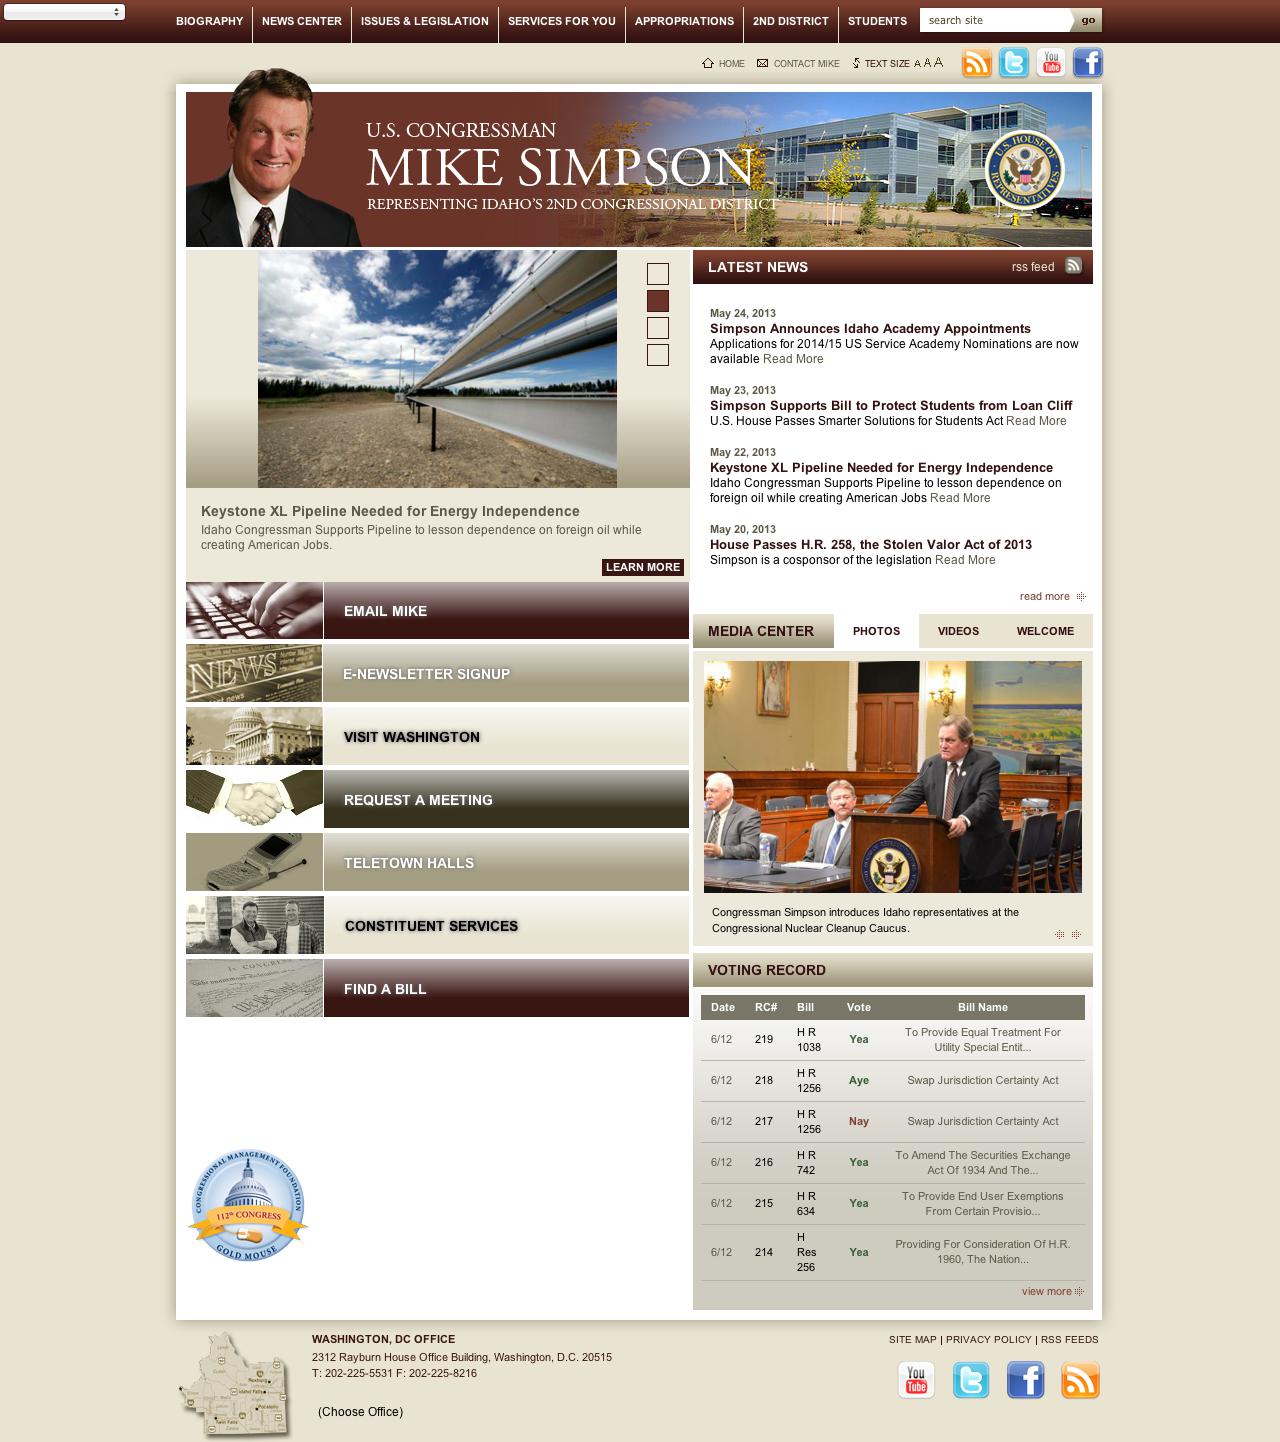 BIOGRAPHY
NEWS CENTER
ISSUES & LEGISLATION
SERVICES FOR YOU
APPROPRIATIONS
2ND DISTRICT
STUDENTS
search site
go
HOME
CONTACT MIKE
TEXT SIZE A A A
You
Tube
U.S. CONGRESSMAN
MIKE SIMPSON
REPRESENTING IDAHO'S 2ND CONGRESSIONAL DISTRICT
U.S. HOUSE OF REPRESENTATIVES
Keystone XL Pipeline Needed for Energy Independence
Idaho Congressman Supports Pipeline to lesson dependence on foreign oil while
creating American Jobs.
LEARN MORE
EMAIL MIKE
NEWS
E-NEWSLETTER SIGNUP
VISIT WASHINGTON
REQUEST A MEETING
TELETOWN HALLS
CONSTITUENT SERVICES
FIND A BILL
CONGRESSIONAL MANAGEMENT FOUNDATION
112th CONGRESS
GOLD MOUSE
LATEST NEWS
rss feed
May 24, 2013
Simpson Announces Idaho Academy Appointments
Applications for 2014/15 US Service Academy Nominations are now
available Read More
May 23, 2013
Simpson Supports Bill to Protect Students from Loan Cliff
U.S. House Passes Smarter Solutions for Students Act Read More
May 22, 2013
Keystone XL Pipeline Needed for Energy Independence
Idaho Congressman Supports Pipeline to lesson dependence on
foreign oil while creating American Jobs Read More
May 20, 2013
House Passes H.R. 258, the Stolen Valor Act of 2013
Simpson is a cosponsor of the legislation Read More
read more
MEDIA CENTER
PHOTOS
VIDEOS
WELCOME
Congressman Simpson introduces Idaho representatives at the
Congressional Nuclear Cleanup Caucus.
VOTING RECORD
Date RC# Bill Vote Bill Name
6/12 219 H R 1038 Yea To Provide Equal Treatment For Utility Special Entit...
6/12 218 H R 1256 Aye Swap Jurisdiction Certainty Act
6/12 217 H R 1256 Nay Swap Jurisdiction Certainty Act
6/12 216 H R 742 Yea To Amend The Securities Exchange Act Of 1934 And The...
6/12 215 H R 634 Yea To Provide End User Exemptions From Certain Provisio...
6/12 214 H Res 256 Yea Providing For Consideration Of H.R. 1960, The Nation...
view more
WASHINGTON, DC OFFICE
2312 Rayburn House Office Building, Washington, D.C. 20515
T: 202-225-5531 F: 202-225-8216
(Choose Office)
SITE MAP | PRIVACY POLICY | RSS FEEDS
You
Tube
Rexburg
Idaho Falls
Pocatello
Twin Falls